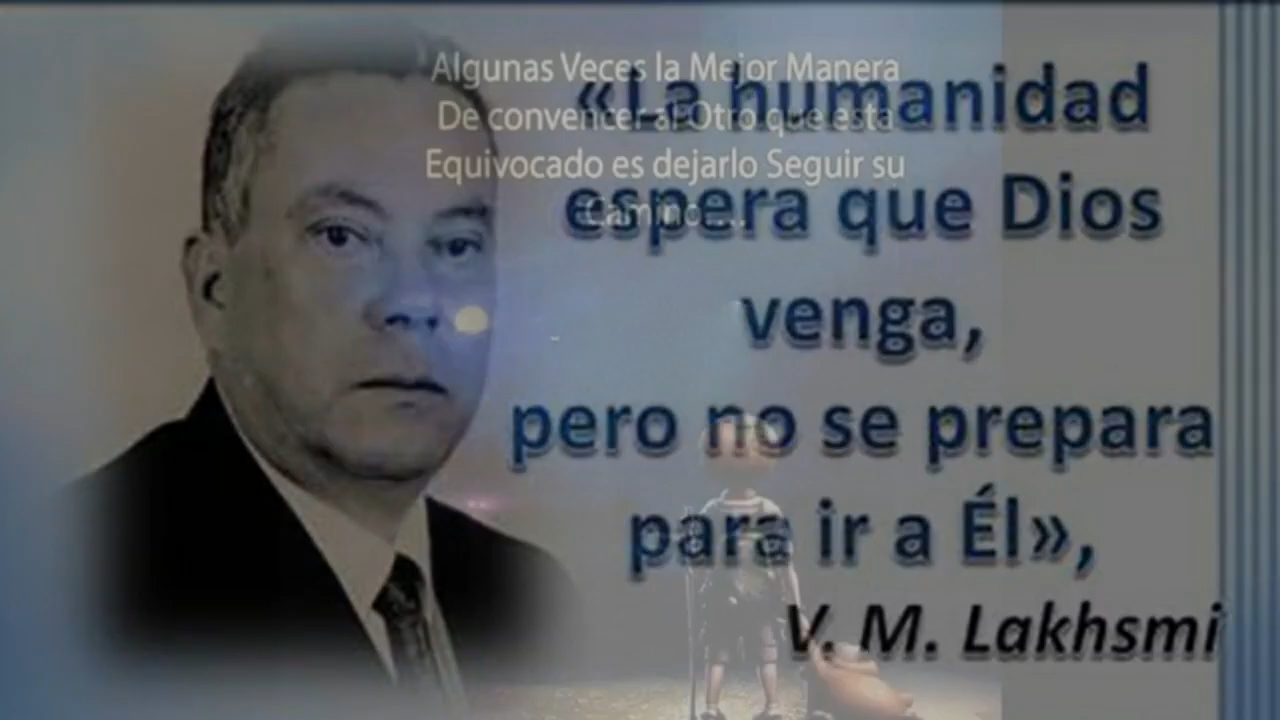 Algunas Veces la Mejor Manera
De convencer al Otro que esta
Equivocado es dejarlo Seguir su
Camino....
«La humanidad
espera que Dios
venga,
pero no se prepara
para ir a Él»,
V. M. Lakhsmi